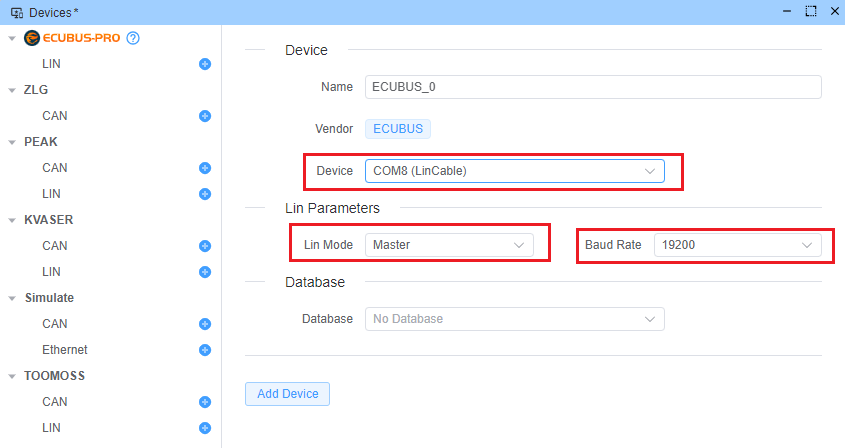 Devices*
ECUBUS-PRO
LIN
ZLG
CAN
PEAK
CAN
LIN
KVASER
CAN
LIN
Simulate
CAN
Ethernet
TOOMOSS
CAN
LIN
Device
Name ECUBUS_0
Vendor ECUBUS
Device COM8 (LinCable)
Lin Parameters
Lin Mode Master Baud Rate 19200
Database
Database No Database
Add Device